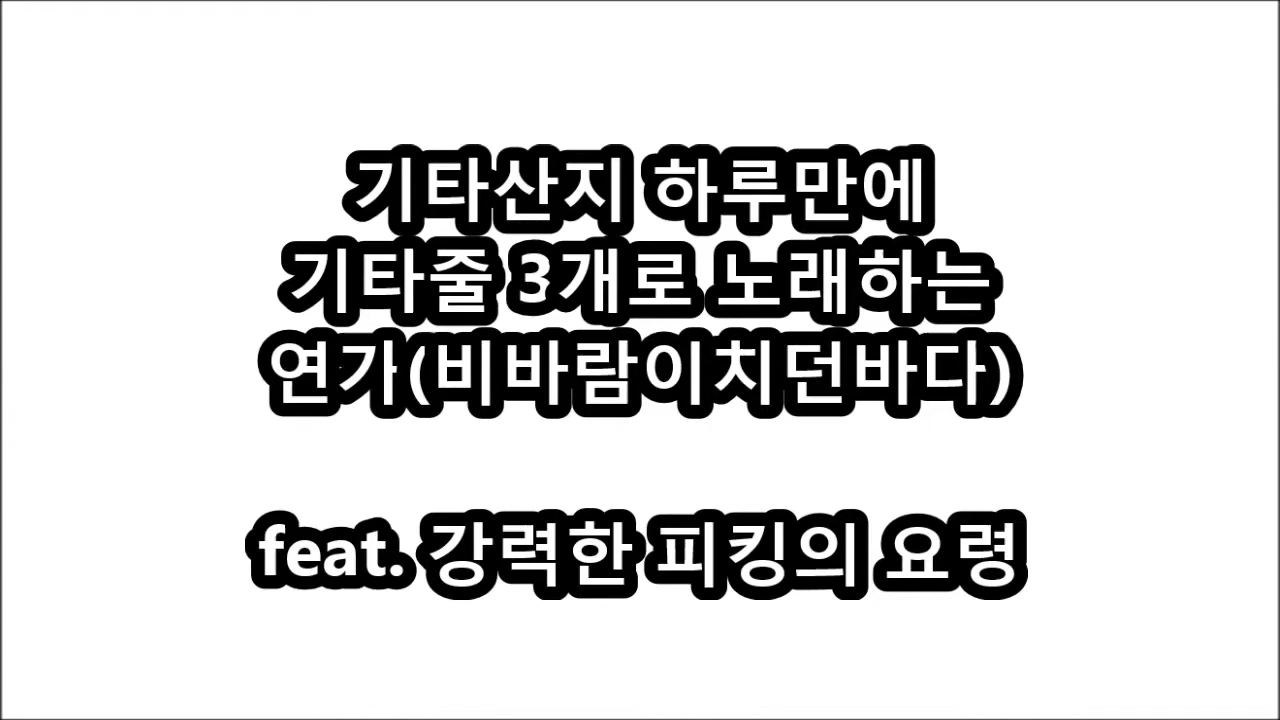 기타산지 하루만에
기타줄 3개로 노래하는
연가(비바람이치던바다)
feat. 강력한 피킹의 요령